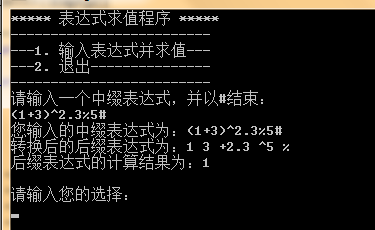 ***** 表达式求值程序 *****
-------------------------
---1. 输入表达式并求值---
---2. 退出---------------
-------------------------
请输入一个中缀表达式，并以#结束：
(1+3)^2.3%5#
您输入的中缀表达式为：(1+3)^2.3%5#
转换后的后缀表达式为：1 3 +2.3 ^5 %
后缀表达式的计算结果为：1
请输入您的选择：